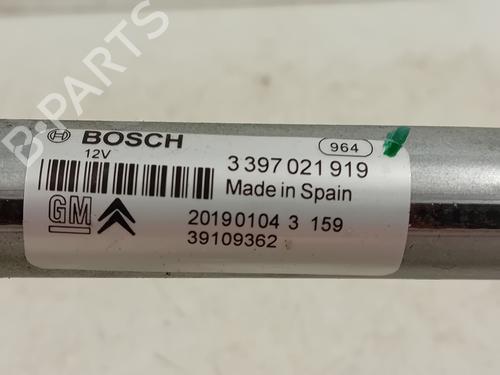 BOSCH
964
12V
3 397 021 919
Made in Spain
GM
20190104 3 159
39109362
B-PARTS